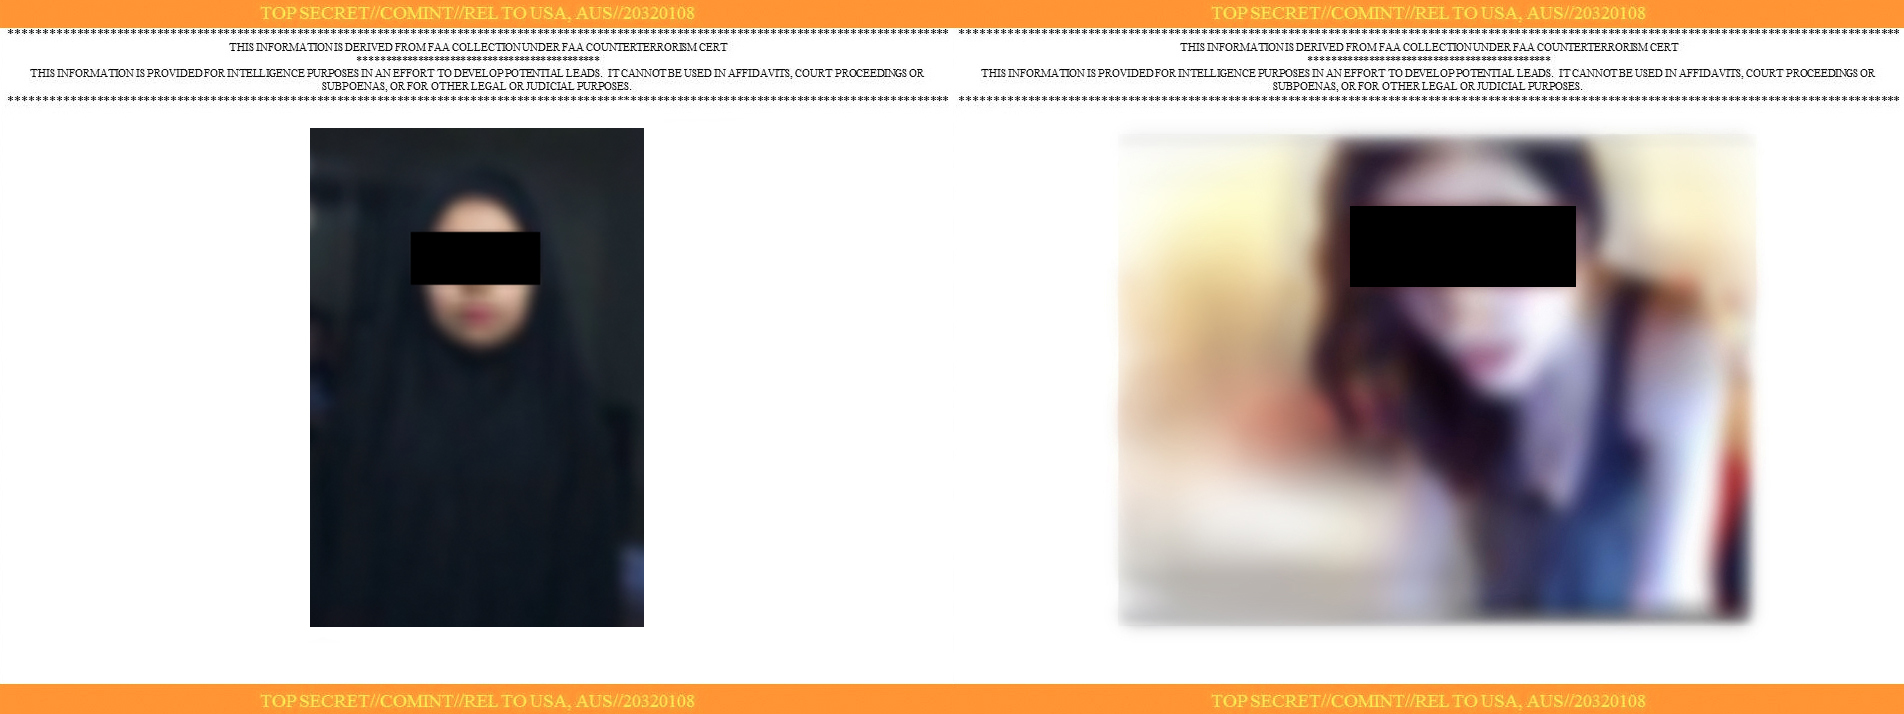 TOP SECRET//COMINT//REL TO USA, AUS//20320108
****************************************************************************************************************************************
THIS INFORMATION IS DERIVED FROM FAA COLLECTION UNDER FAA COUNTERTERRORISM CERT
*******************************************
THIS INFORMATION IS PROVIDED FOR INTELLIGENCE PURPOSES IN AN EFFORT TO DEVELOP POTENTIAL LEADS. IT CANNOT BE USED IN AFFIDAVITS, COURT PROCEEDINGS OR
SUBPOENAS, OR FOR OTHER LEGAL OR JUDICIAL PURPOSES.
****************************************************************************************************************************************
TOP SECRET//COMINT//REL TO USA, AUS//20320108
TOP SECRET//COMINT//REL TO USA, AUS//20320108
****************************************************************************************************************************************
THIS INFORMATION IS DERIVED FROM FAA COLLECTION UNDER FAA COUNTERTERRORISM CERT
*******************************************
THIS INFORMATION IS PROVIDED FOR INTELLIGENCE PURPOSES IN AN EFFORT TO DEVELOP POTENTIAL LEADS. IT CANNOT BE USED IN AFFIDAVITS, COURT PROCEEDINGS OR
SUBPOENAS, OR FOR OTHER LEGAL OR JUDICIAL PURPOSES.
****************************************************************************************************************************************
TOP SECRET//COMINT//REL TO USA, AUS//20320108